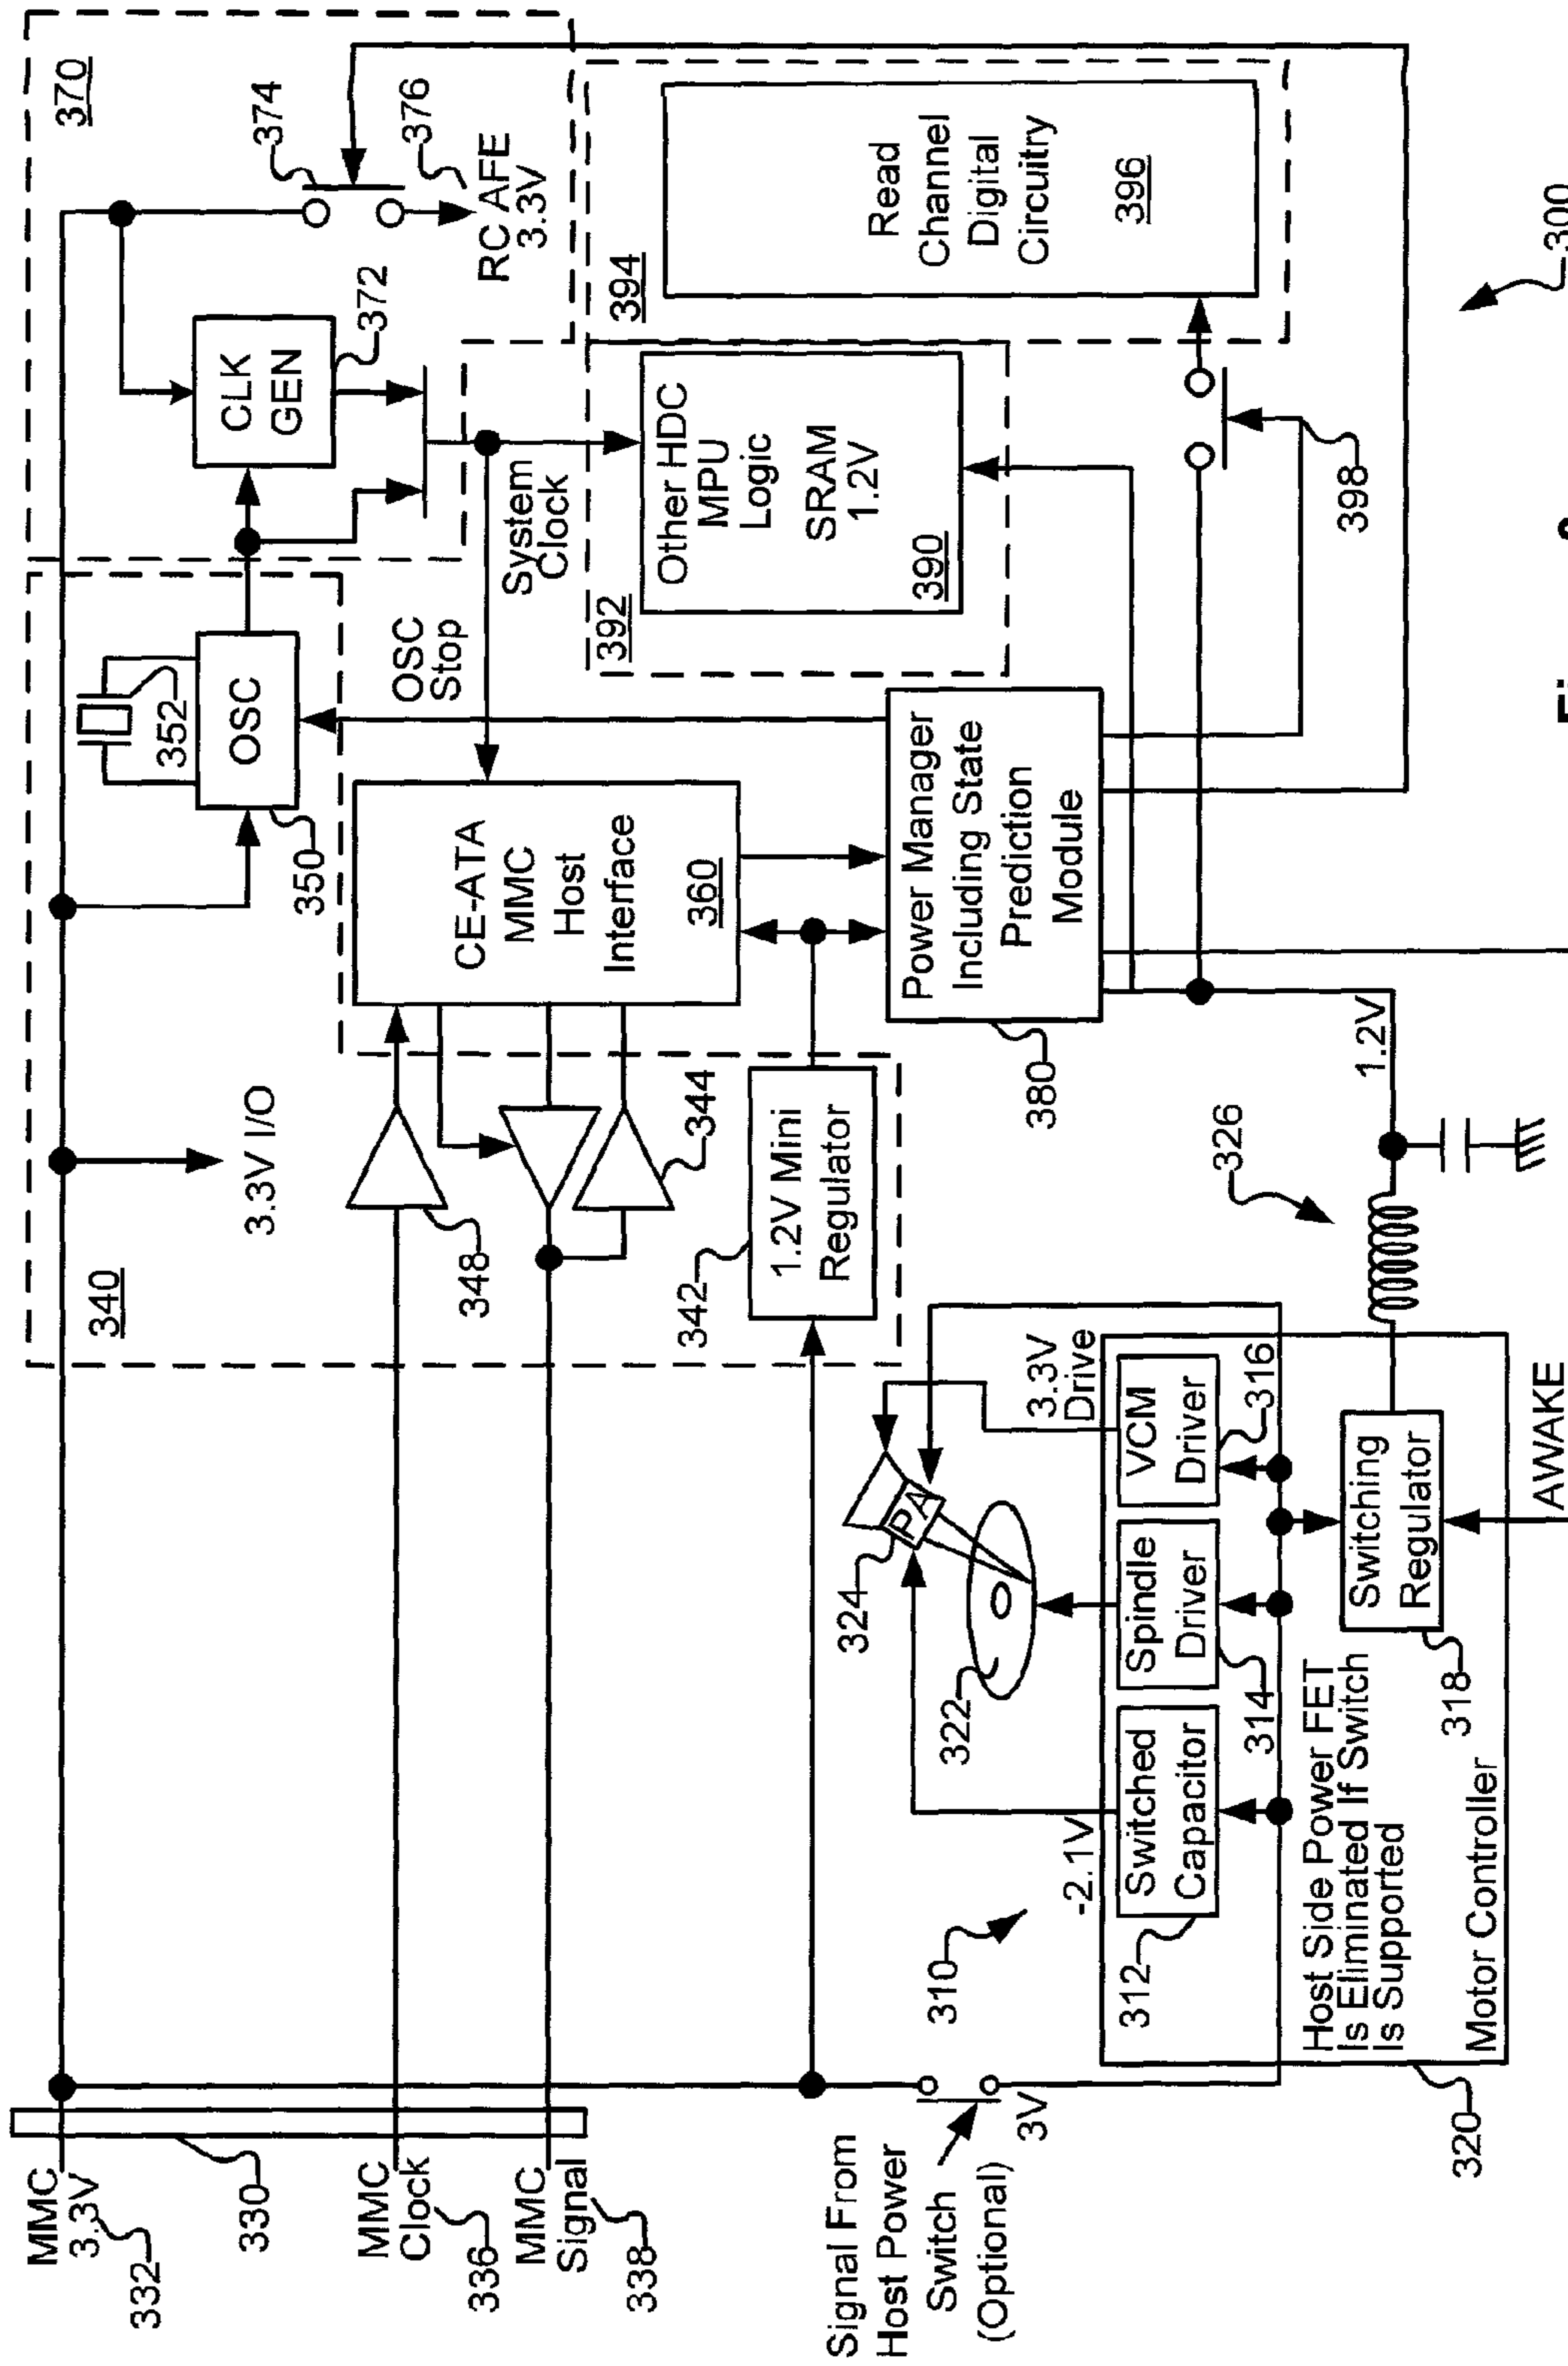 MMC
3.3V
332
330
MMC
Clock
336
MMC
Signal
338
Signal From
Host Power
Switch
(Optional)
3V
340
3.3V I/O
348
344
342
1.2V Mini
Regulator
350
352
OSC
CE-ATA
MMC
Host
Interface
360
OSC
Stop
System
Clock
370
CLK
GEN
372
374
376
RC AFE
3.3V
392
Other HDC
MPU
Logic
SRAM
1.2V
390
394
Read
Channel
Digital
Circuitry
396
398
Power Manager
Including State
Prediction
Module
380
1.2V
326
310
-2.1V
322
324
PA
3.3V
Drive
Switched
Capacitor
312
Spindle
Driver
314
VCM
Driver
316
Host Side Power FET
Is Eliminated If Switch
Is Supported
Switching
Regulator
318
Motor Controller
320
AWAKE
300